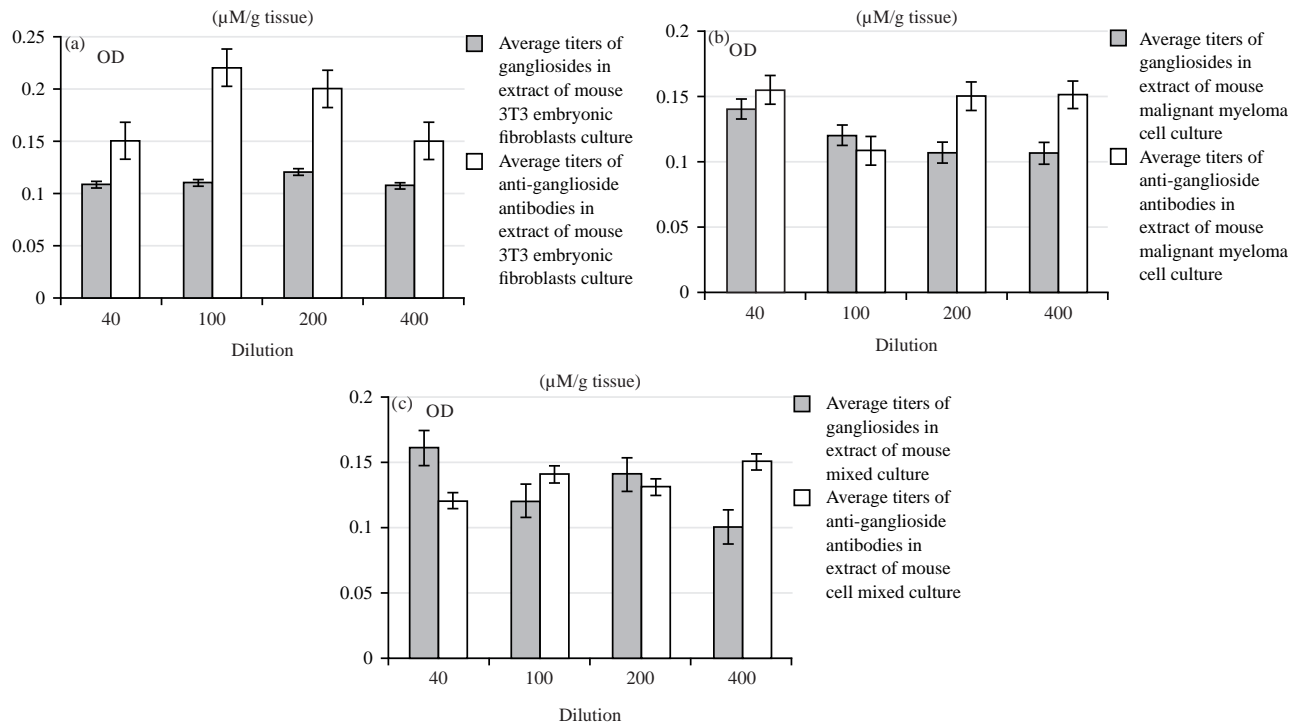 (µM/g tissue)
(a)
OD
0.25
0.2
0.15
0.1
0.05
0
40 100 200 400
Dilution
Average titers of
gangliosides in
extract of mouse
3T3 embryonic
fibroblasts culture
Average titers of
anti-ganglioside
antibodies in
extract of mouse
3T3 embryonic
fibroblasts culture
(µM/g tissue)
(b)
OD
0.2
0.15
0.1
0.05
0
40 100 200 400
Dilution
Average titers of
gangliosides in
extract of mouse
malignant myeloma
cell culture
Average titers of
anti-ganglioside
antibodies in
extract of mouse
malignant myeloma
cell culture
(µM/g tissue)
(c)
OD
0.2
0.15
0.1
0.05
0
40 100 200 400
Dilution
Average titers of
gangliosides in
extract of mouse
mixed culture
Average titers of
anti-ganglioside
antibodies in
extract of mouse
cell mixed culture